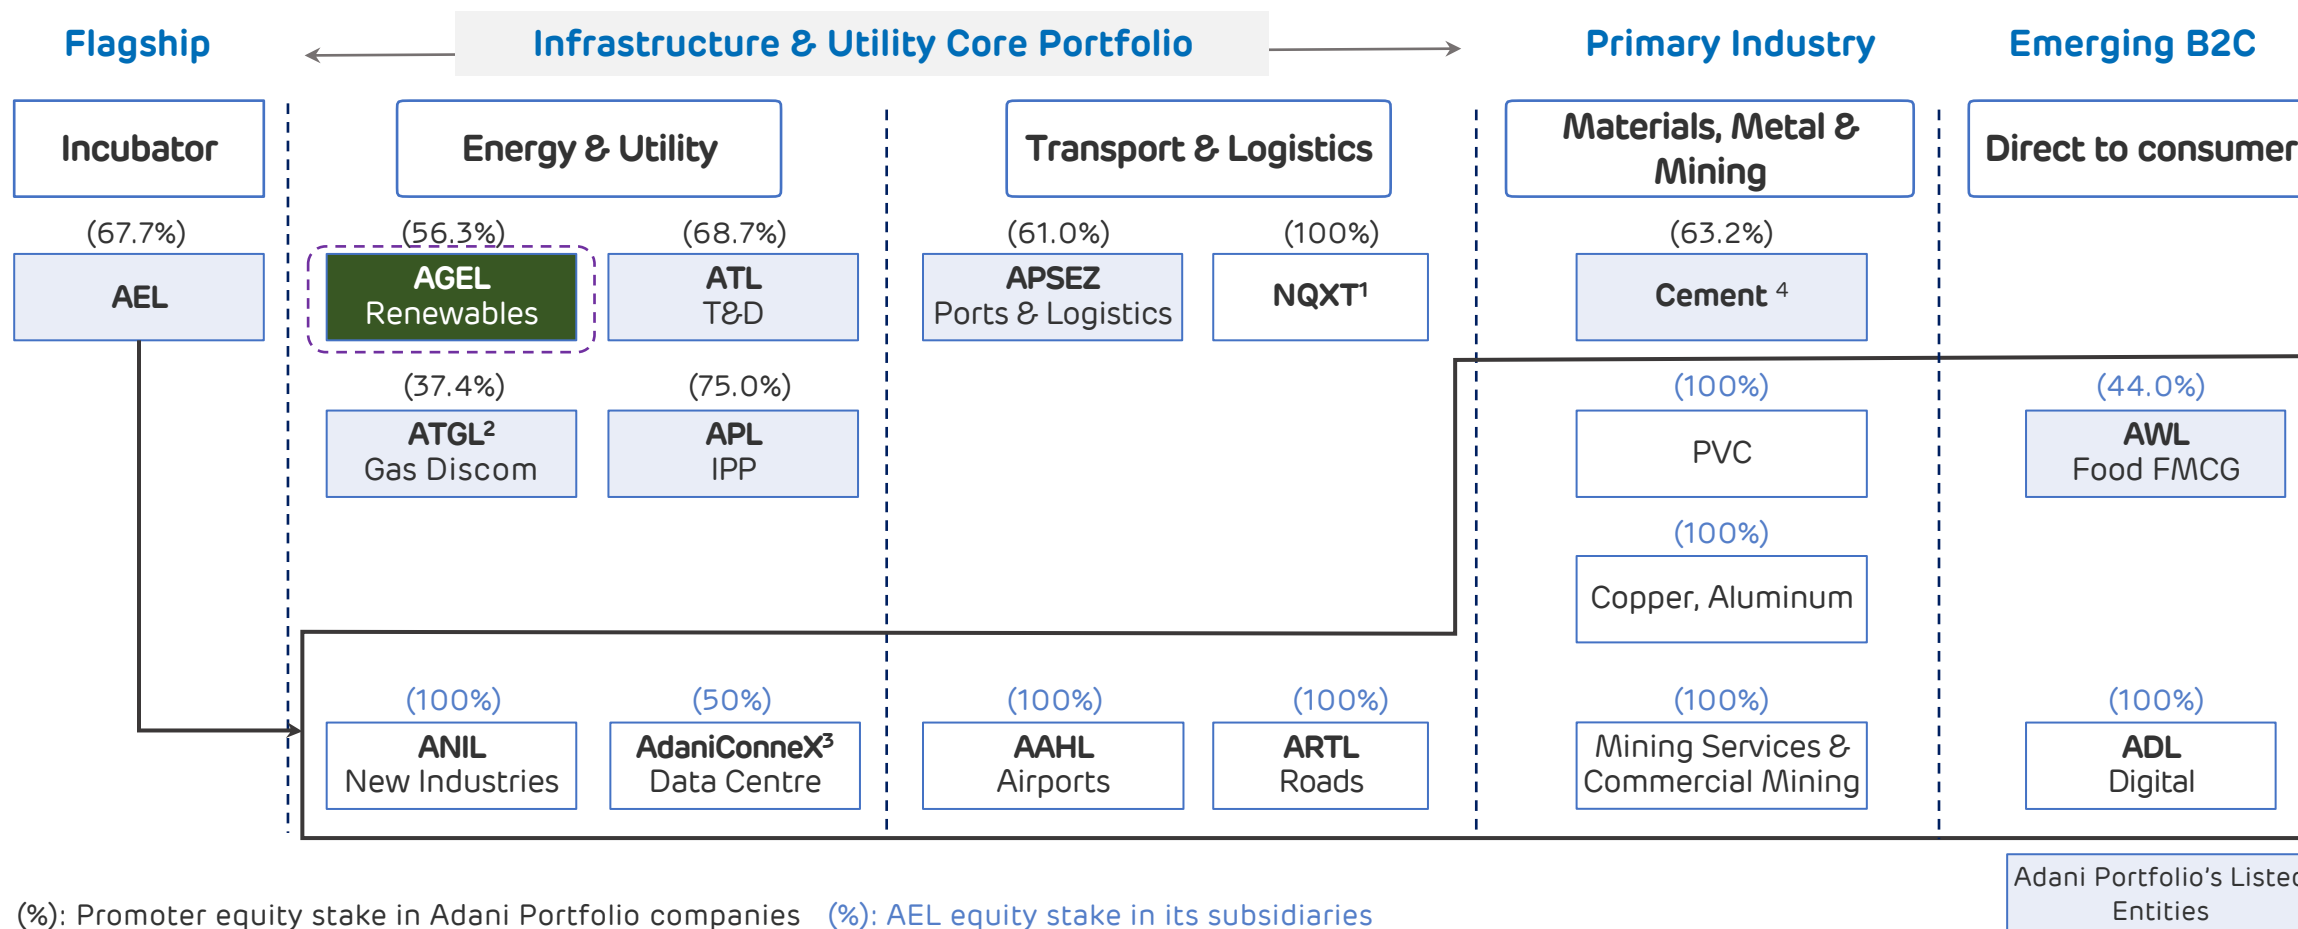 Flagship
Infrastructure & Utility Core Portfolio
Primary Industry
Emerging B2C
Incubator
Energy & Utility
Transport & Logistics
Materials, Metal &
Mining
Direct to consumer
(67.7%)
(56.3%)
(68.7%)
(61.0%)
(100%)
(63.2%)
AEL
AGEL
Renewables
ATL
T&D
APSEZ
Ports & Logistics
NQXT¹
Cement ⁴
(37.4%)
(75.0%)
(100%)
(44.0%)
ATGL²
Gas Discom
APL
IPP
PVC
AWL
Food FMCG
(100%)
Copper, Aluminum
(100%)
(50%)
(100%)
(100%)
(100%)
(100%)
ANIL
New Industries
AdaniConneX³
Data Centre
AAHL
Airports
ARTL
Roads
Mining Services &
Commercial Mining
ADL
Digital
Adani Portfolio's Listed
Entities
(%): Promoter equity stake in Adani Portfolio companies
(%): AEL equity stake in its subsidiaries